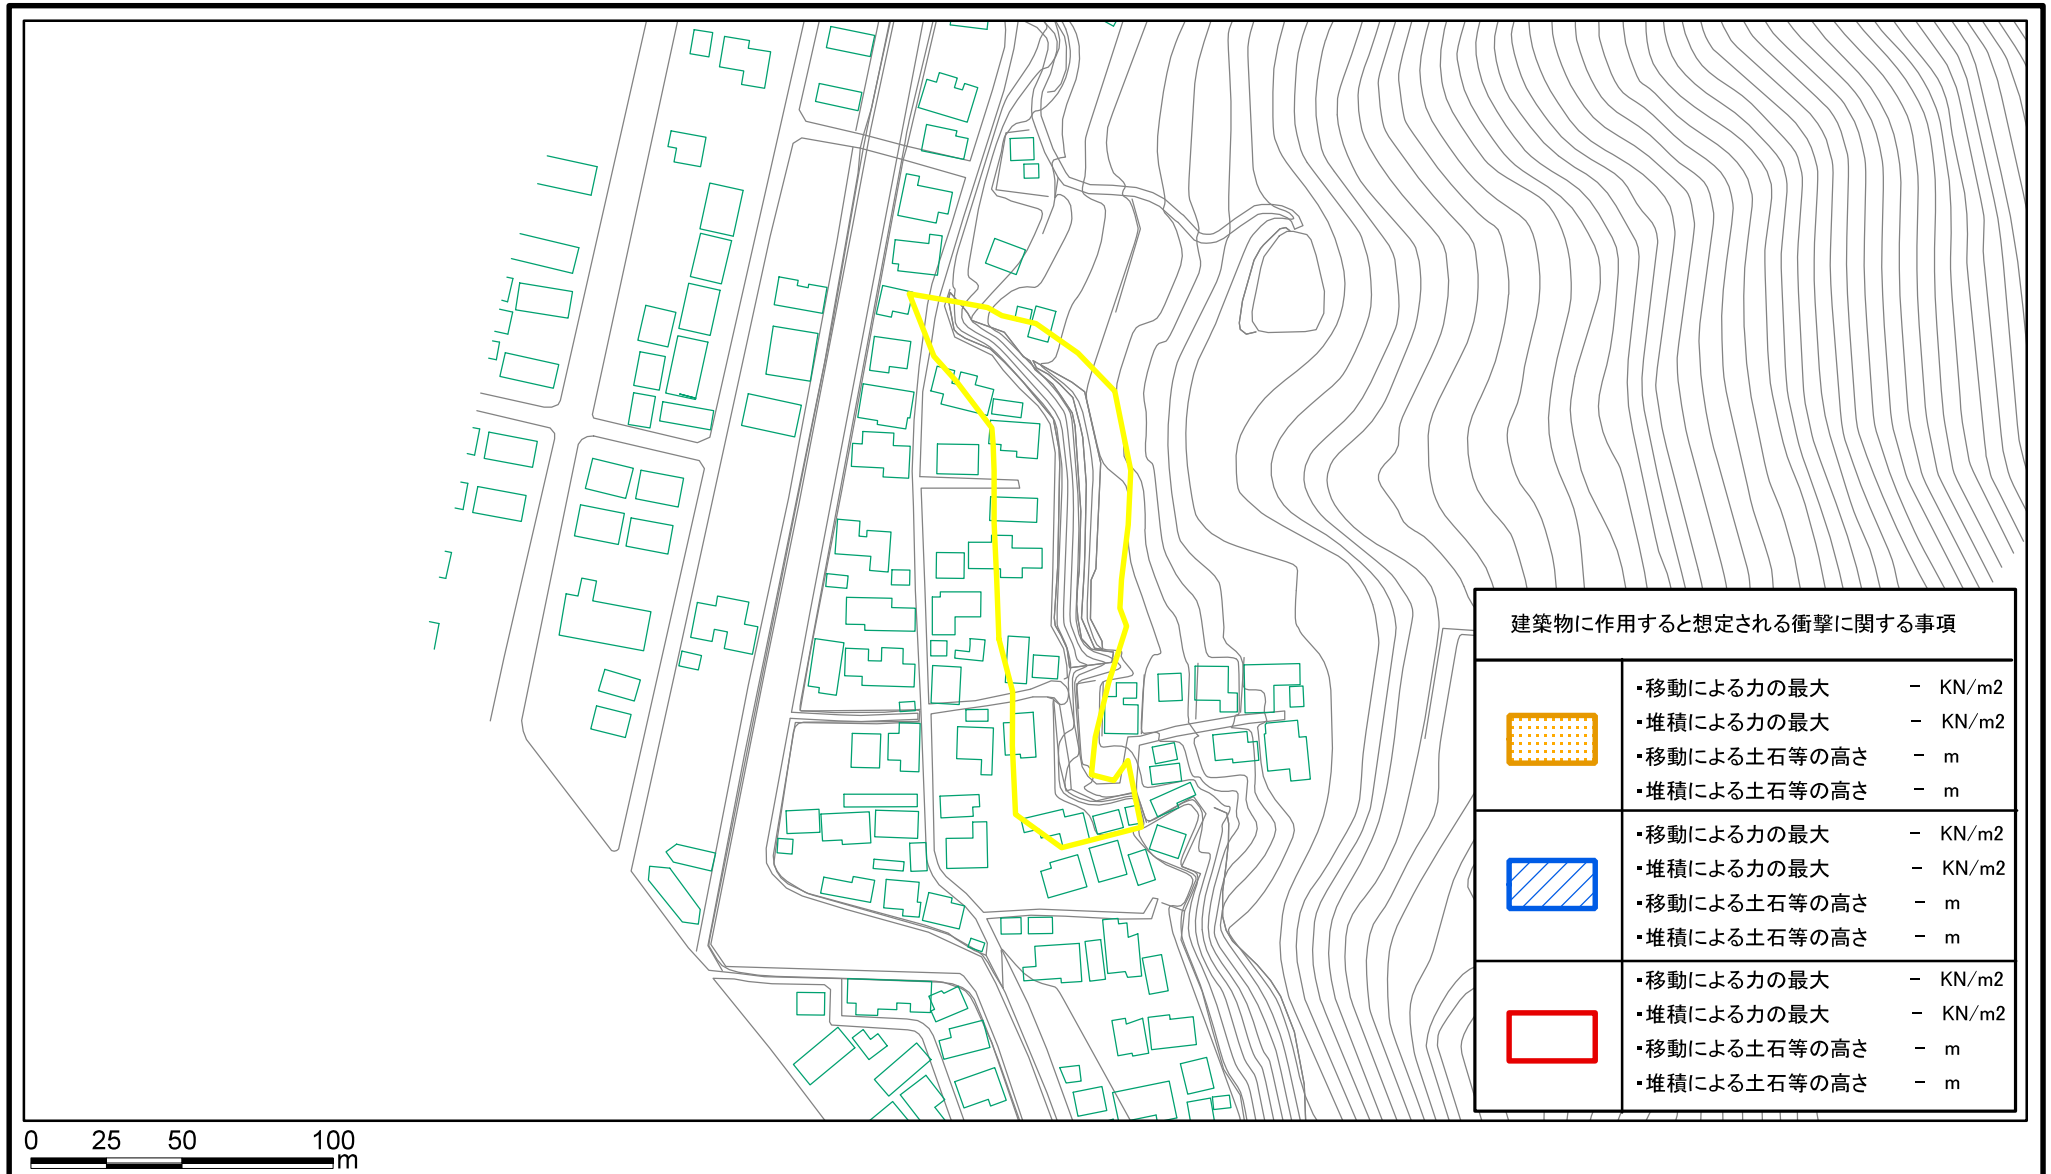 建築物に作用すると想定される衝撃に関する事項
・移動による力の最大 － KN/m2
・堆積による力の最大 － KN/m2
・移動による土石等の高さ － m
・堆積による土石等の高さ － m
・移動による力の最大 － KN/m2
・堆積による力の最大 － KN/m2
・移動による土石等の高さ － m
・堆積による土石等の高さ － m
・移動による力の最大 － KN/m2
・堆積による力の最大 － KN/m2
・移動による土石等の高さ － m
・堆積による土石等の高さ － m
0 25 50 100
m